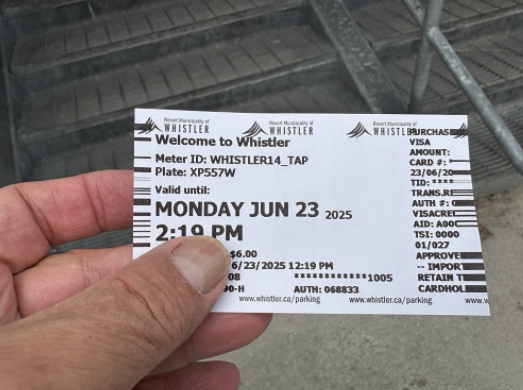 Resort Municipality of WHISTLER
Resort Municipality of WHISTLER
Resort Municipality of WHISTLER
Welcome to Whistler
Meter ID: WHISTLER14_TAP
Plate: XP557W
Valid until:
MONDAY JUN 23 2025
2:19 PM
$6.00
6/23/2025 12:19 PM
************1005
AUTH: 068833
www.whistler.ca/parking
www.whistler.ca/parking
PURCHAS
VISA
AMOUNT:
CARD #: *
23/06/20
TID: ****
TRANS.RE
AUTH #:
VISACRE
AID: A00
TSI: 0000
01/027
APPROVE
-- IMPOR
RETAIN T
CARDHOL